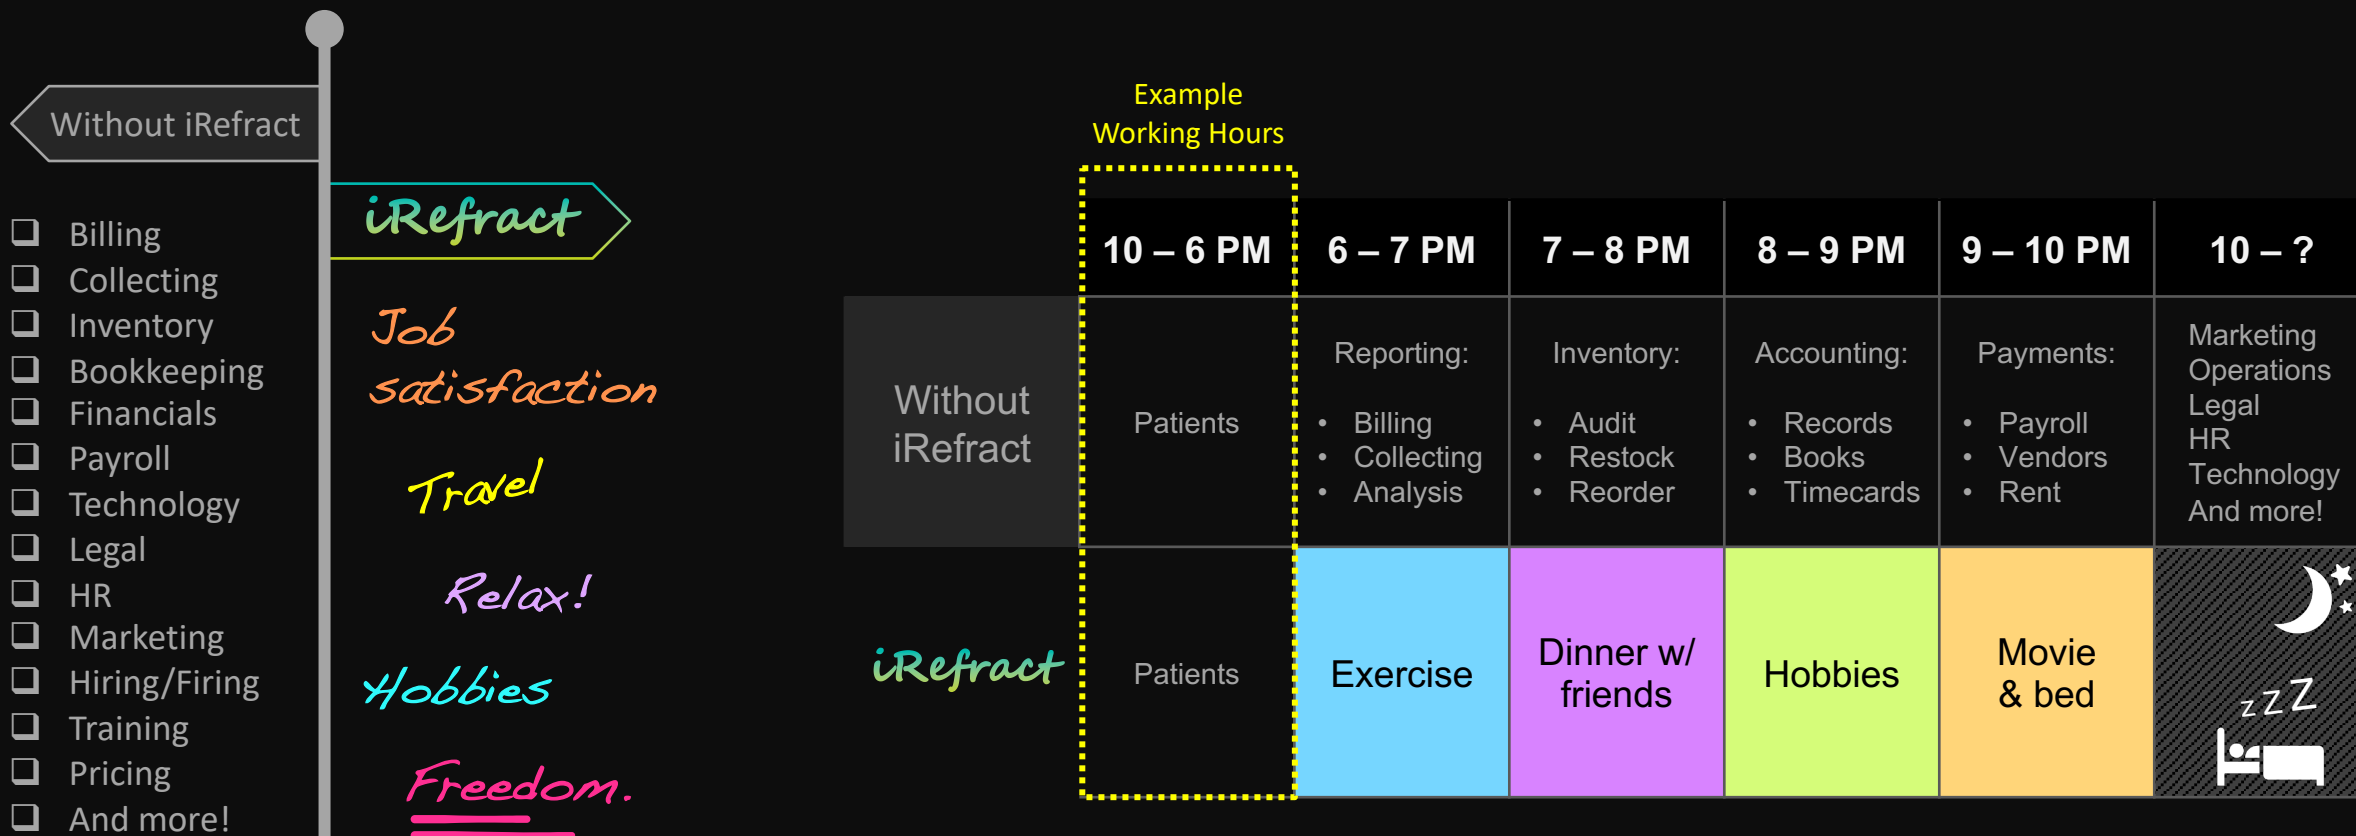 Without iRefract
Billing
Collecting
Inventory
Bookkeeping
Financials
Payroll
Technology
Legal
HR
Marketing
Hiring/Firing
Training
Pricing
And more!
iRefract
Job
satisfaction
Travel
Relax!
Hobbies
Freedom.
Example
Working Hours
10 – 6 PM
6 – 7 PM
7 – 8 PM
8 – 9 PM
9 – 10 PM
10 – ?
Without
iRefract
Patients
Reporting:
• Billing
• Collecting
• Analysis
Inventory:
• Audit
• Restock
• Reorder
Accounting:
• Records
• Books
• Timecards
Payments:
• Payroll
• Vendors
• Rent
Marketing
Operations
Legal
HR
Technology
And more!
iRefract
Patients
Exercise
Dinner w/
friends
Hobbies
Movie
& bed
zZZ